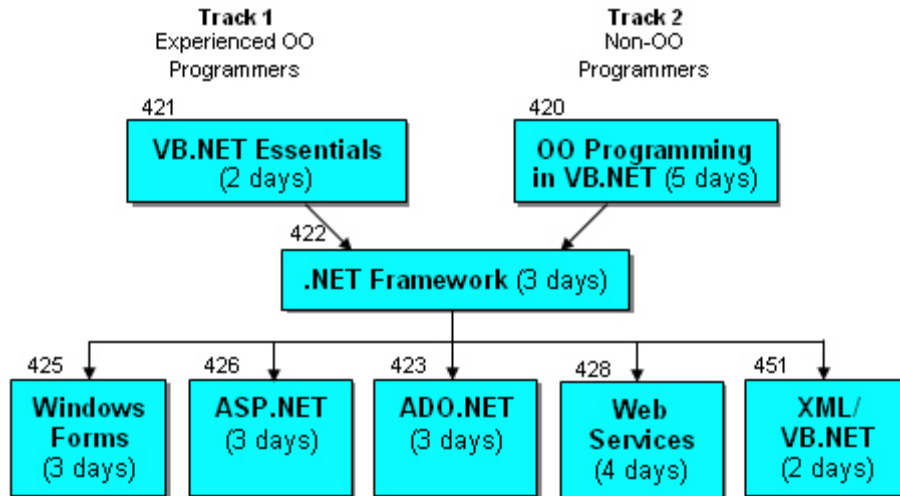 Track 1
Experienced OO
Programmers
Track 2
Non-OO
Programmers
421
VB.NET Essentials
(2 days)
420
OO Programming
in VB.NET (5 days)
422
.NET Framework (3 days)
425
Windows
Forms
(3 days)
426
ASP.NET
(3 days)
423
ADO.NET
(3 days)
428
Web
Services
(4 days)
451
XML/
VB.NET
(2 days)